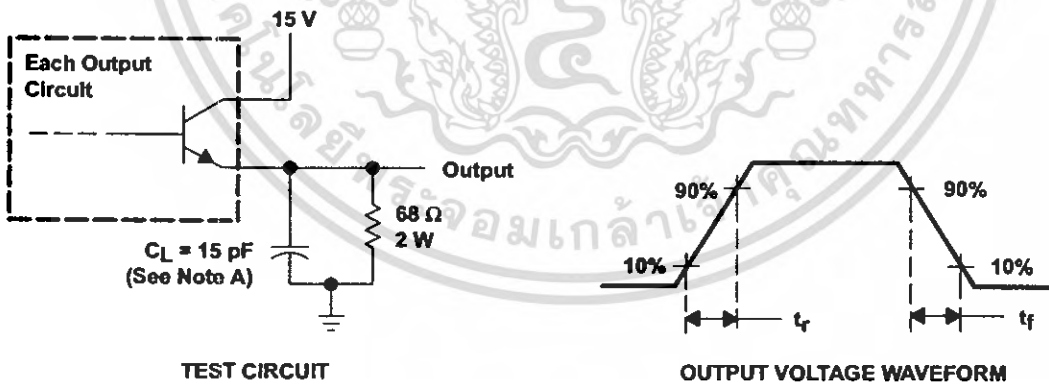 15 V
Each Output
Circuit
Output
68 Ω
2 W
C_L = 15 pF
(See Note A)
TEST CIRCUIT
90%
90%
10%
10%
t_r
t_f
OUTPUT VOLTAGE WAVEFORM